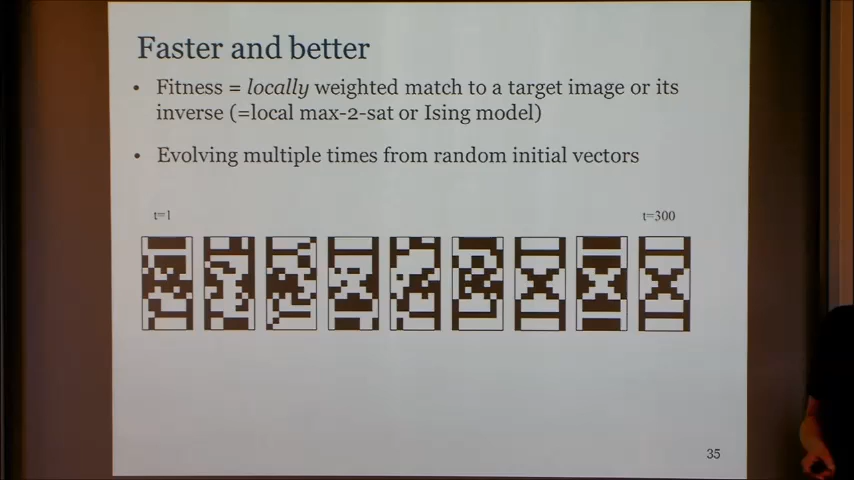 Faster and better
• Fitness = locally weighted match to a target image or its
inverse (=local max-2-sat or Ising model)
• Evolving multiple times from random initial vectors
t=1
t=300
35